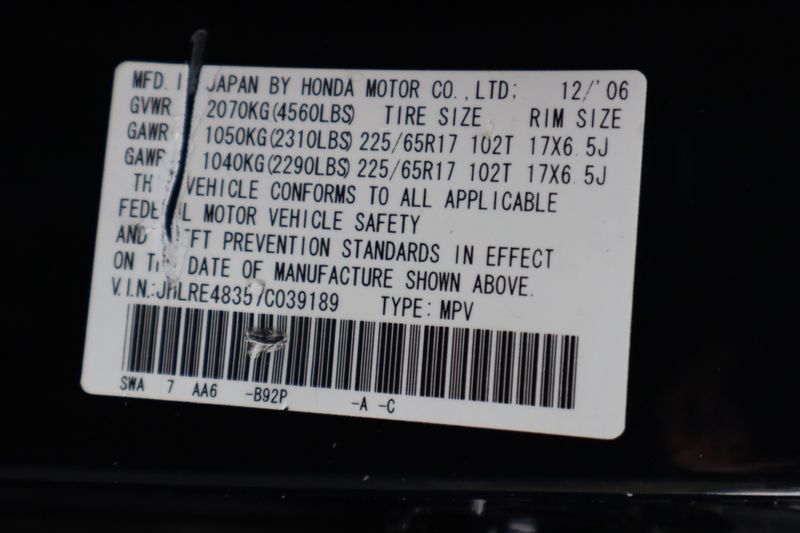 MFD. I JAPAN BY HONDA MOTOR CO.,LTD: 12/'06
GVWR 2070KG(4560LBS) TIRE SIZE RIM SIZE
GAWR 1050KG(2310LBS) 225/65R17 102T 17X6.5J
GAWR 1040KG(2290LBS) 225/65R17 102T 17X6.5J
TH VEHICLE CONFORMS TO ALL APPLICABLE
FEDERAL MOTOR VEHICLE SAFETY
AND THEFT PREVENTION STANDARDS IN EFFECT
ON THE DATE OF MANUFACTURE SHOWN ABOVE.
V.I.N.:JHLRE48357C039189 TYPE: MPV
SWA 7 AA6 -B92P -A -C